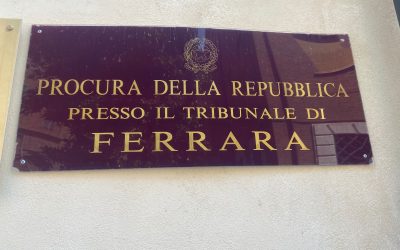 PROCURA DELLA REPUBBLICA
PRESSO IL TRIBUNALE DI
FERRARA